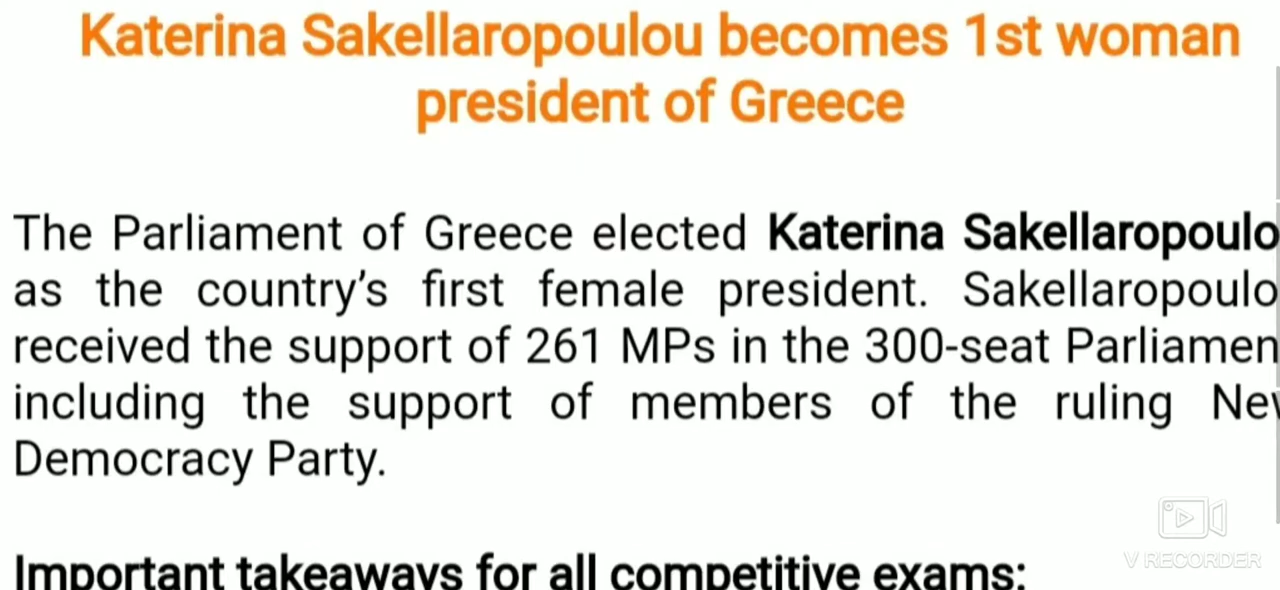 Katerina Sakellaropoulou becomes 1st woman
president of Greece
The Parliament of Greece elected Katerina Sakellaropoulo
as the country's first female president. Sakellaropoulo
received the support of 261 MPs in the 300-seat Parliamen
including the support of members of the ruling New
Democracy Party.
Important takeaways for all competitive exams:
V RECORDER